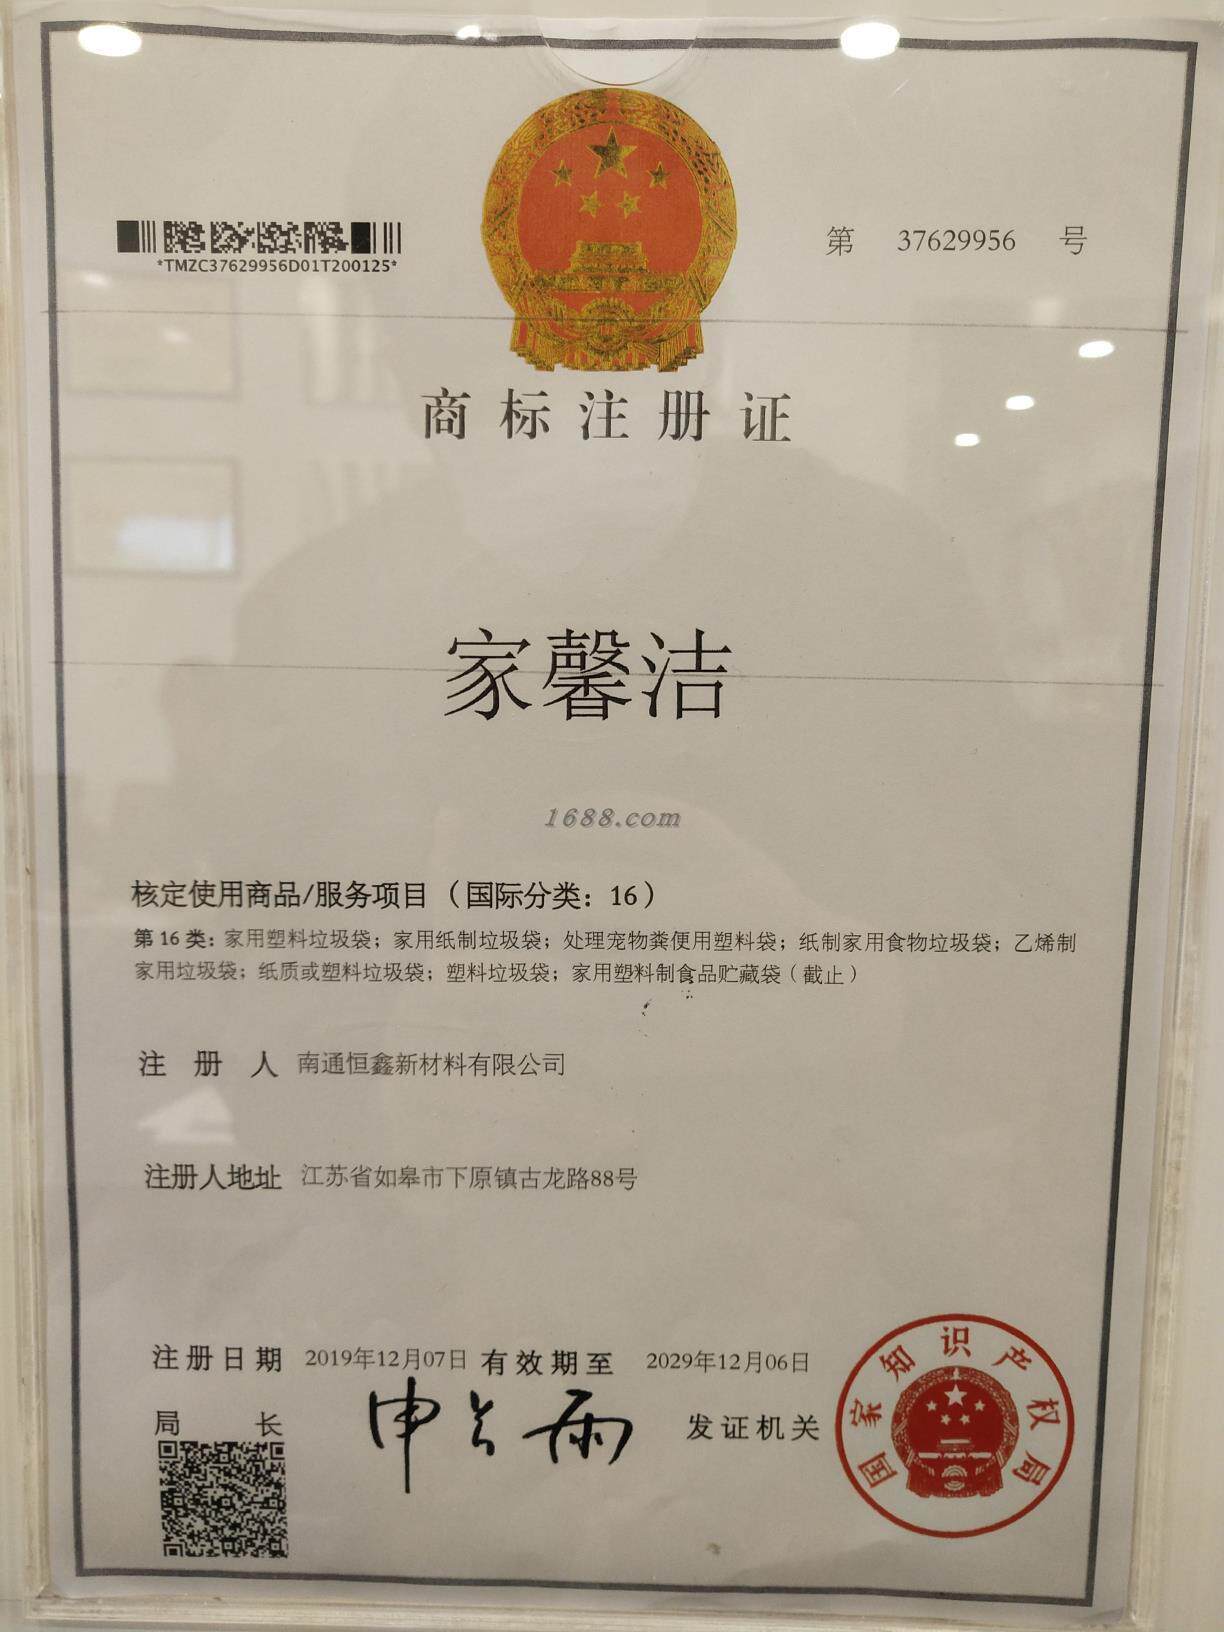 *TMZC37629956D01T200125*
第 37629956 号
商标注册证
家馨洁
1688.com
核定使用商品/服务项目（国际分类：16）
第16类：家用塑料垃圾袋；家用纸制垃圾袋；处理宠物粪便用塑料袋；纸制家用食物垃圾袋；乙烯制
家用垃圾袋；纸质或塑料垃圾袋；塑料垃圾袋；家用塑料制食品贮藏袋（截止）
注册人 南通恒鑫新材料有限公司
注册人地址 江苏省如皋市下原镇古龙路88号
注册日期 2019年12月07日 有效期至 2029年12月06日
局长 申长雨 发证机关
国家知识产权局